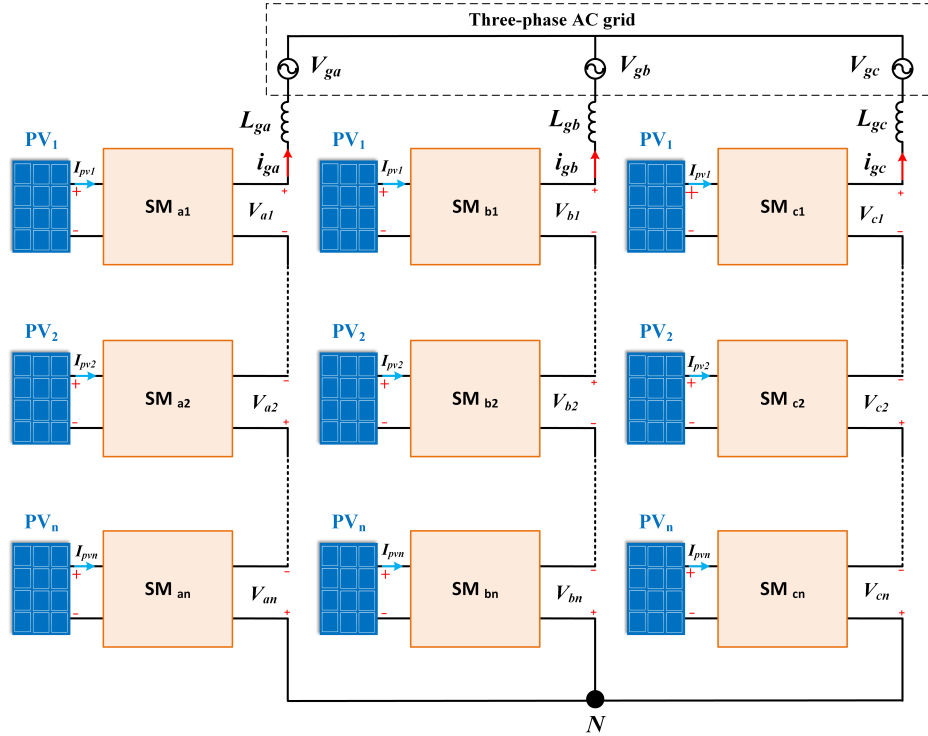 Three-phase AC grid
Vga Vgb Vgc
Lga Lgb Lgc
PV1 PV1 PV1
iga igb igc
Ipv1 Ipv1 Ipv1
+ + + + + +
SM a1 Va1 SM b1 Vb1 SM c1 Vc1
− − − − − −
PV2 PV2 PV2
Ipv2 Ipv2 Ipv2
+ − + + + −
SM a2 Va2 SM b2 Vb2 SM c2 Vc2
− + − − − +
PVn PVn PVn
Ipvn Ipvn Ipvn
+ − + − + −
SM an Van SM bn Vbn SM cn Vcn
− + − + − +
N